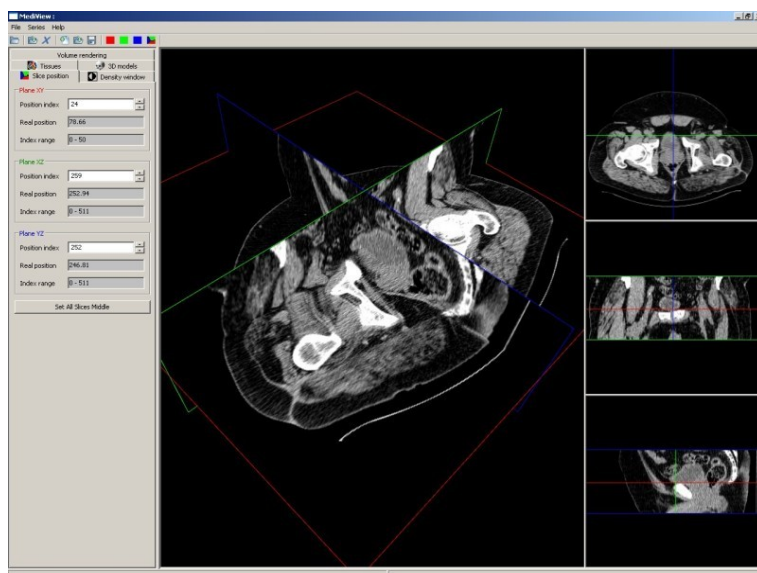 MediView :
File Series Help
Volume rendering
Tissues 3D models
Slice position Density window
Plane XY
Position index 24
Real position 78.66
Index range 0 - 50
Plane XZ
Position index 259
Real position 252.94
Index range 0 - 511
Plane YZ
Position index 252
Real position 246.81
Index range 0 - 511
Set All Slices Middle